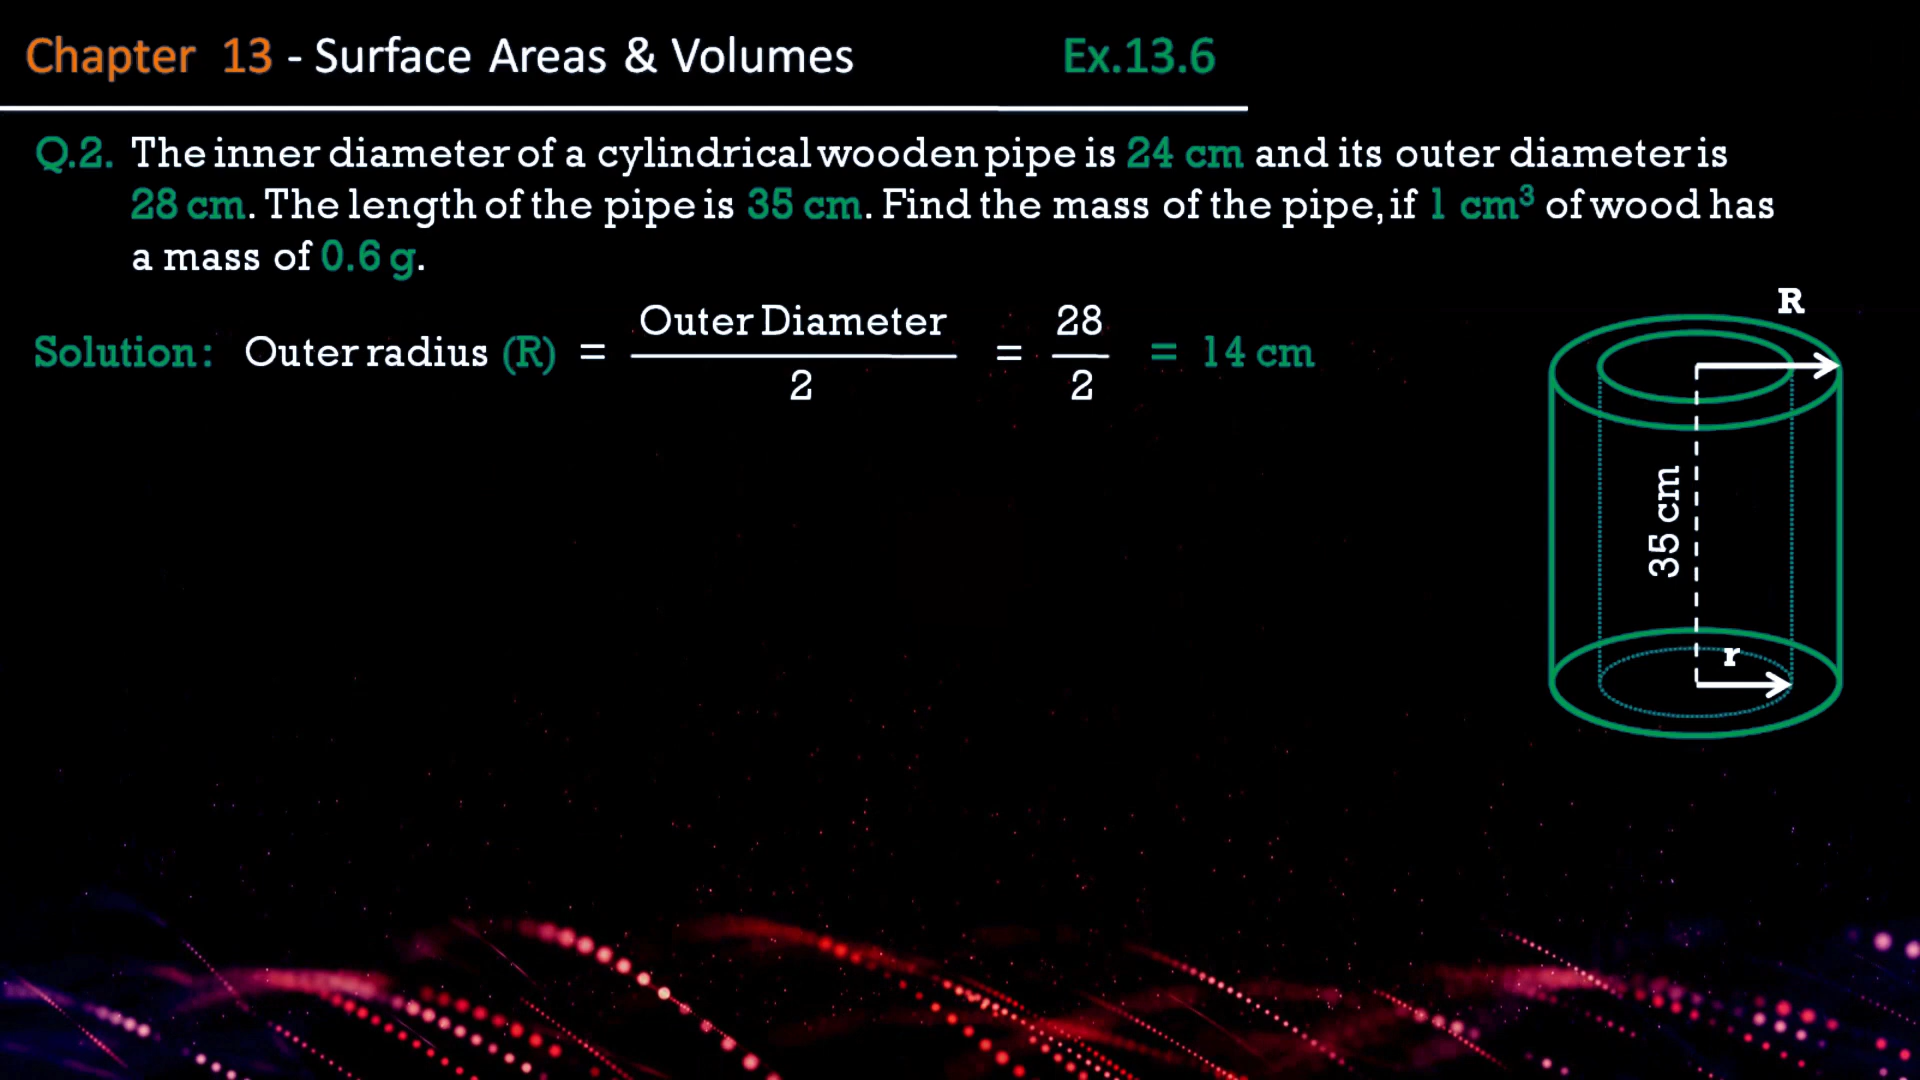 Chapter 13 - Surface Areas & Volumes Ex.13.6
Q.2. The inner diameter of a cylindrical wooden pipe is 24 cm and its outer diameter is
28 cm. The length of the pipe is 35 cm. Find the mass of the pipe, if 1 cm³ of wood has
a mass of 0.6 g.
Solution: Outer radius (R) = Outer Diameter / 2 = 28 / 2 = 14 cm
R
35 cm
r